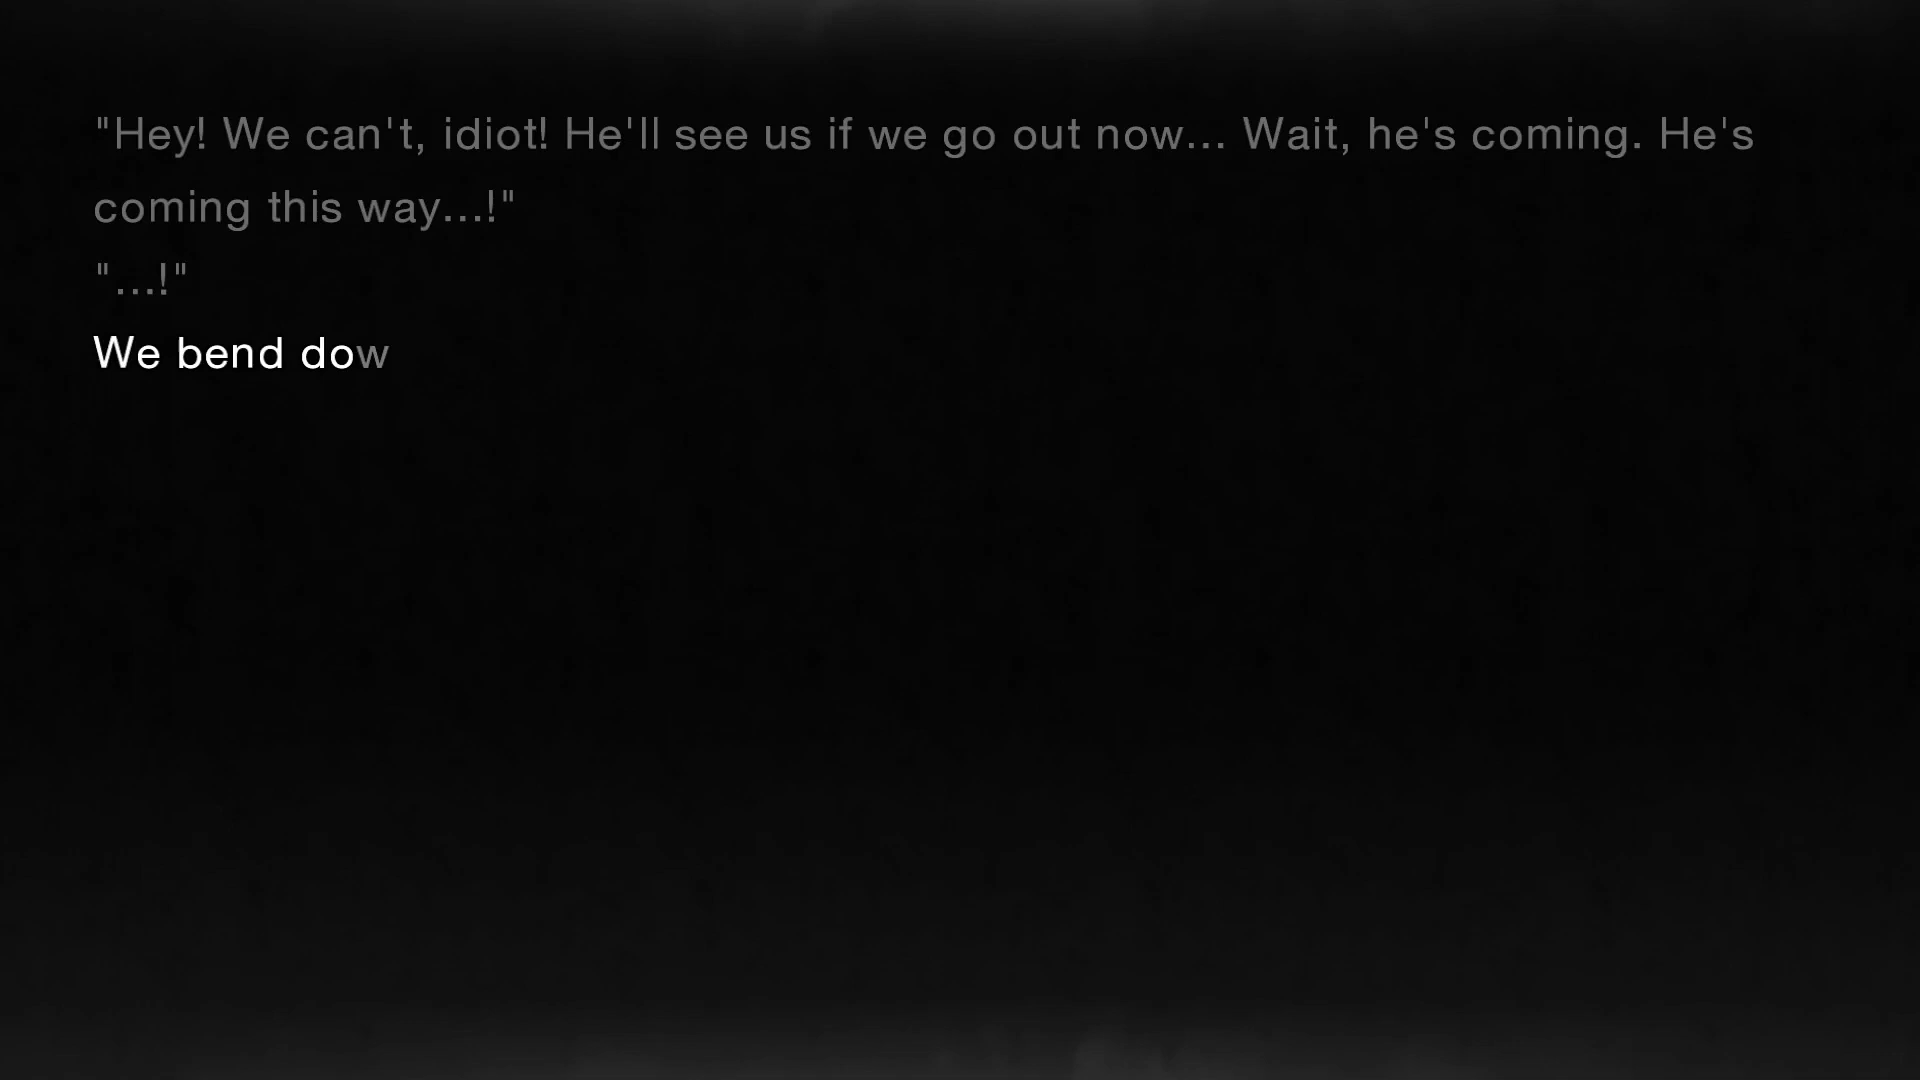 "Hey! We can't, idiot! He'll see us if we go out now... Wait, he's coming. He's
coming this way...!"
"...!"
We bend dow